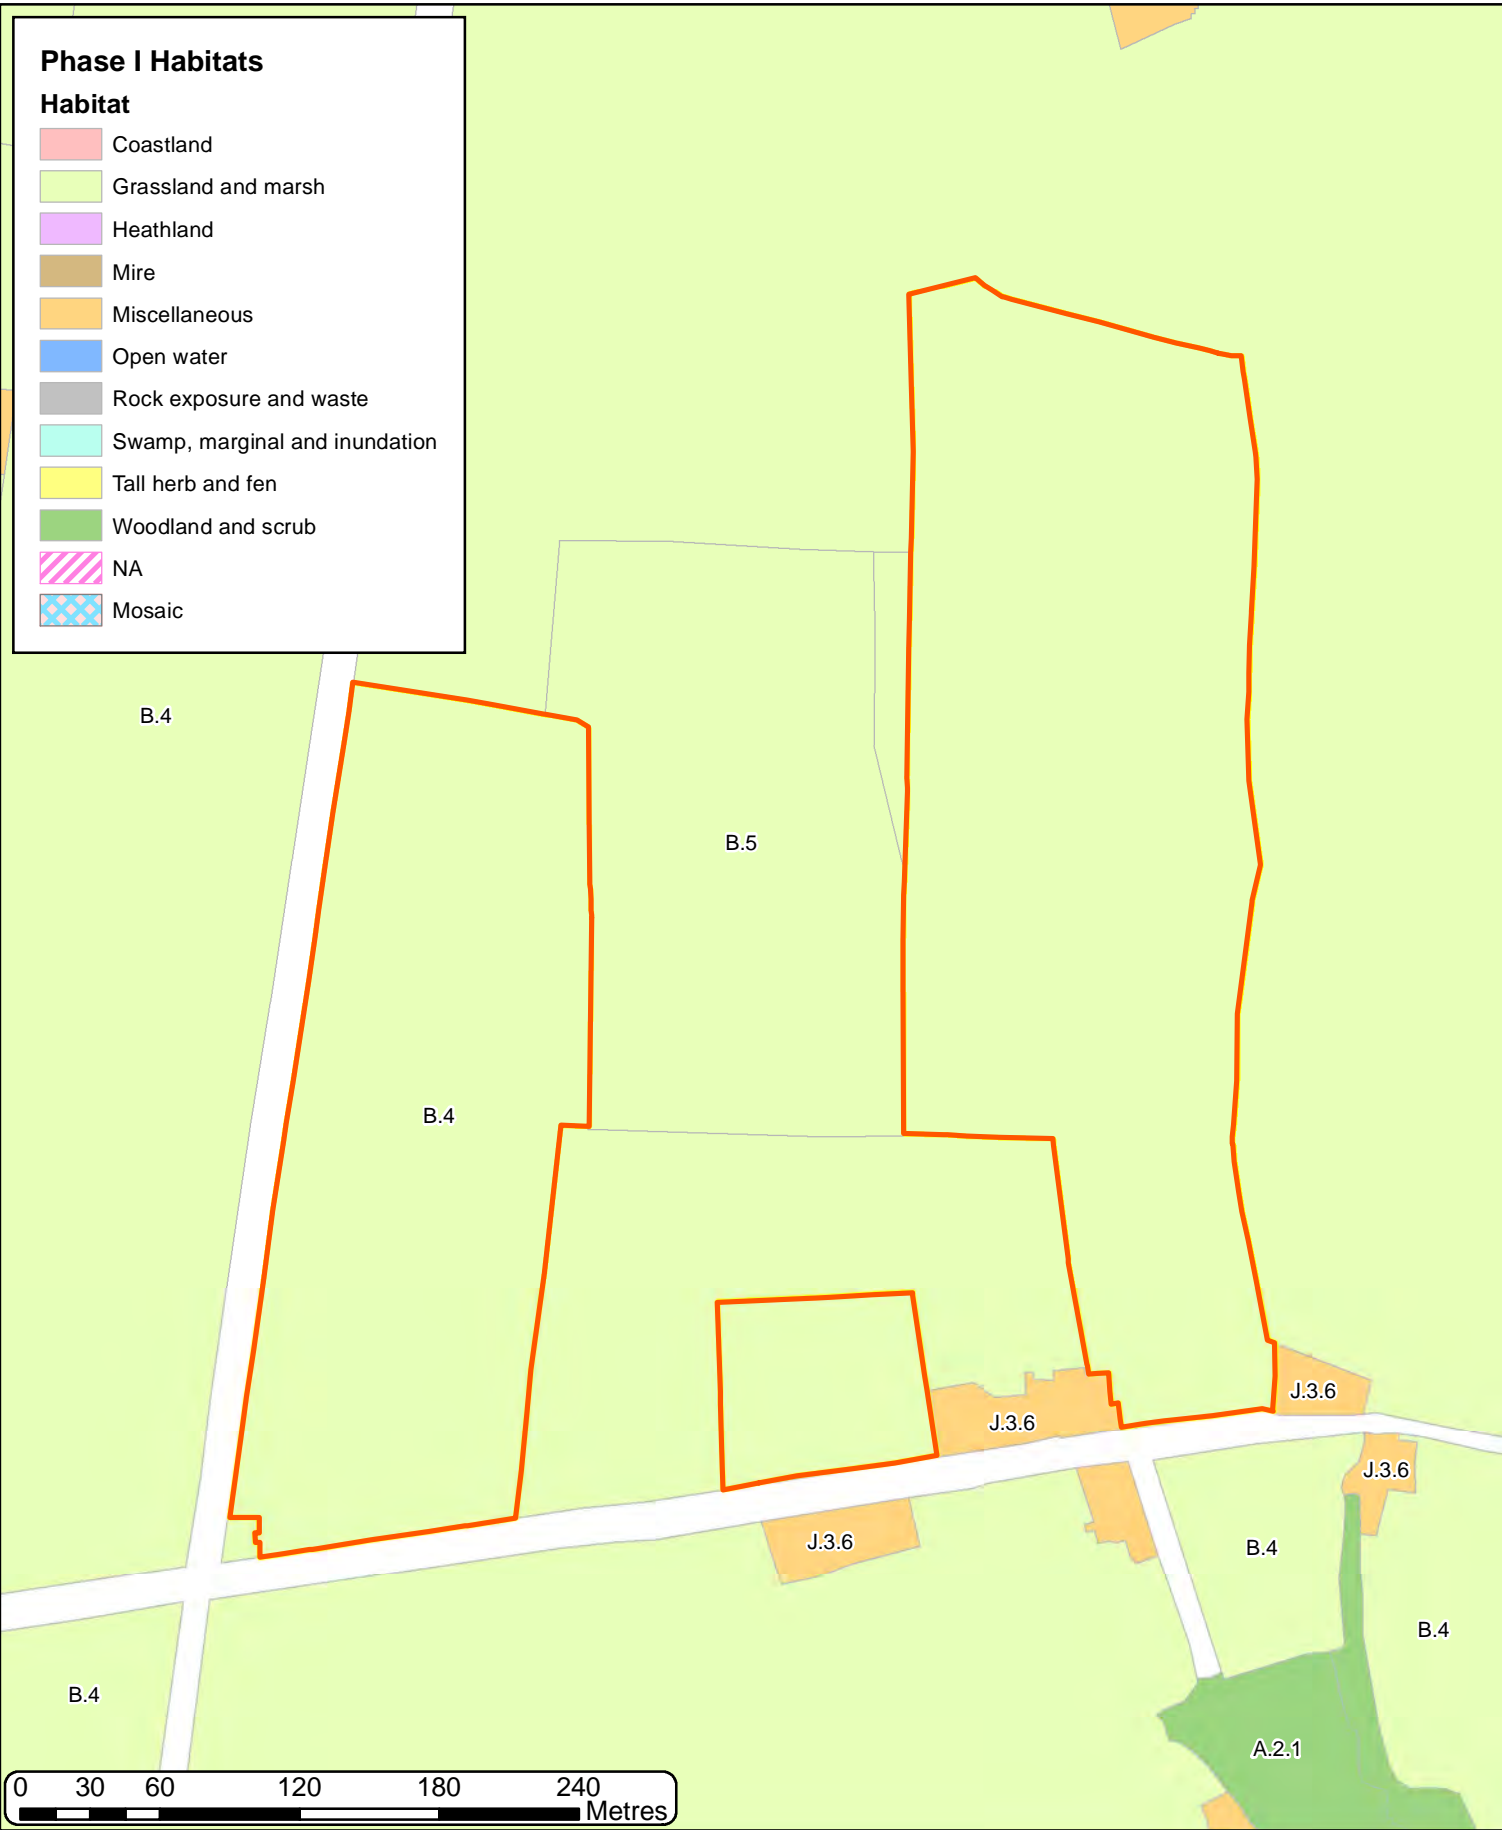 Phase I Habitats
Habitat
Coastland
Grassland and marsh
Heathland
Mire
Miscellaneous
Open water
Rock exposure and waste
Swamp, marginal and inundation
Tall herb and fen
Woodland and scrub
NA
Mosaic
B.4
B.5
B.4
J.3.6
J.3.6
J.3.6
J.3.6
B.4
B.4
B.4
A.2.1
0 30 60 120 180 240
Metres